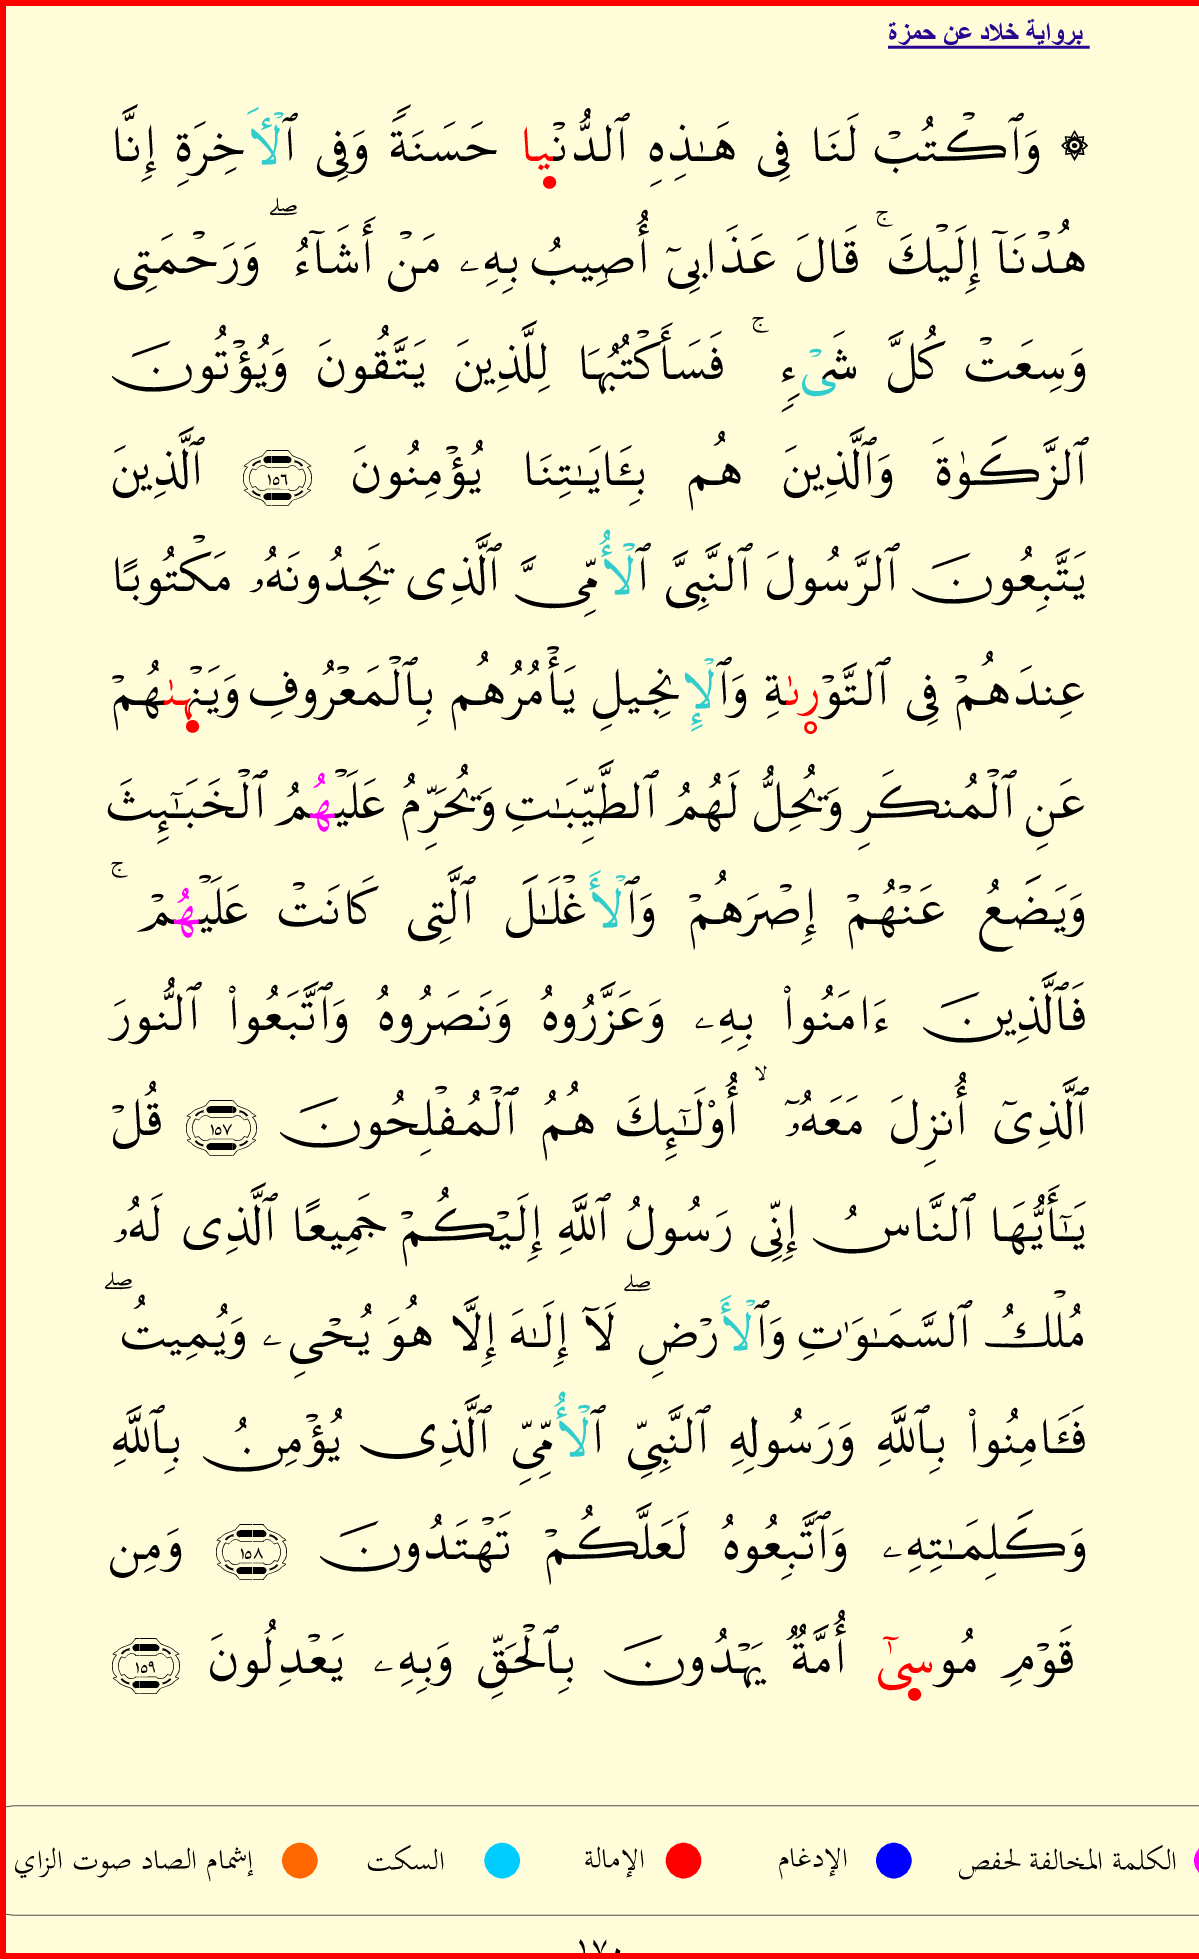 برواية خلاد عن حمزة
۞ وَٱكْتُبْ لَنَا فِى هَـٰذِهِ ٱلدُّنْيا حَسَنَةً وَفِى ٱلْأَخِرَةِ إِنَّا
هُدْنَآ إِلَيْكَ ۚ قَالَ عَذَابِىٓ أُصِيبُ بِهِۦ مَنْ أَشَآءُ ۖ وَرَحْمَتِى
وَسِعَتْ كُلَّ شَىْءٍ ۚ فَسَأَكْتُبُهَا لِلَّذِينَ يَتَّقُونَ وَيُؤْتُونَ
ٱلزَّكَوٰةَ وَٱلَّذِينَ هُم بِـَٔايَـٰتِنَا يُؤْمِنُونَ ١٥٦ ٱلَّذِينَ
يَتَّبِعُونَ ٱلرَّسُولَ ٱلنَّبِىَّ ٱلْأُمِّىَّ ٱلَّذِى يَجِدُونَهُۥ مَكْتُوبًا
عِندَهُمْ فِى ٱلتَّوْرىٰةِ وَٱلْإِنجِيلِ يَأْمُرُهُم بِٱلْمَعْرُوفِ وَيَنْهىٰهُمْ
عَنِ ٱلْمُنكَرِ وَيُحِلُّ لَهُمُ ٱلطَّيِّبَـٰتِ وَيُحَرِّمُ عَلَيْهُمُ ٱلْخَبَـٰٓئِثَ
وَيَضَعُ عَنْهُمْ إِصْرَهُمْ وَٱلْأَغْلَـٰلَ ٱلَّتِى كَانَتْ عَلَيْهُمْ ۚ
فَٱلَّذِينَ ءَامَنُوا۟ بِهِۦ وَعَزَّرُوهُ وَنَصَرُوهُ وَٱتَّبَعُوا۟ ٱلنُّورَ
ٱلَّذِىٓ أُنزِلَ مَعَهُۥٓ ۙ أُو۟لَـٰٓئِكَ هُمُ ٱلْمُفْلِحُونَ ١٥٧ قُلْ
يَـٰٓأَيُّهَا ٱلنَّاسُ إِنِّى رَسُولُ ٱللَّهِ إِلَيْكُمْ جَمِيعًا ٱلَّذِى لَهُۥ
مُلْكُ ٱلسَّمَـٰوَٰتِ وَٱلْأَرْضِ ۖ لَآ إِلَـٰهَ إِلَّا هُوَ يُحْىِۦ وَيُمِيتُ ۖ
فَـَٔامِنُوا۟ بِٱللَّهِ وَرَسُولِهِ ٱلنَّبِىِّ ٱلْأُمِّىِّ ٱلَّذِى يُؤْمِنُ بِٱللَّهِ
وَكَلِمَـٰتِهِۦ وَٱتَّبِعُوهُ لَعَلَّكُمْ تَهْتَدُونَ ١٥٨ وَمِن
قَوْمِ مُوسِىٰٓ أُمَّةٌ يَهْدُونَ بِٱلْحَقِّ وَبِهِۦ يَعْدِلُونَ ١٥٩
الكلمة المخالفة لحفص الإدغام الإمالة السكت إشمام الصاد صوت الزاي
١٧٠